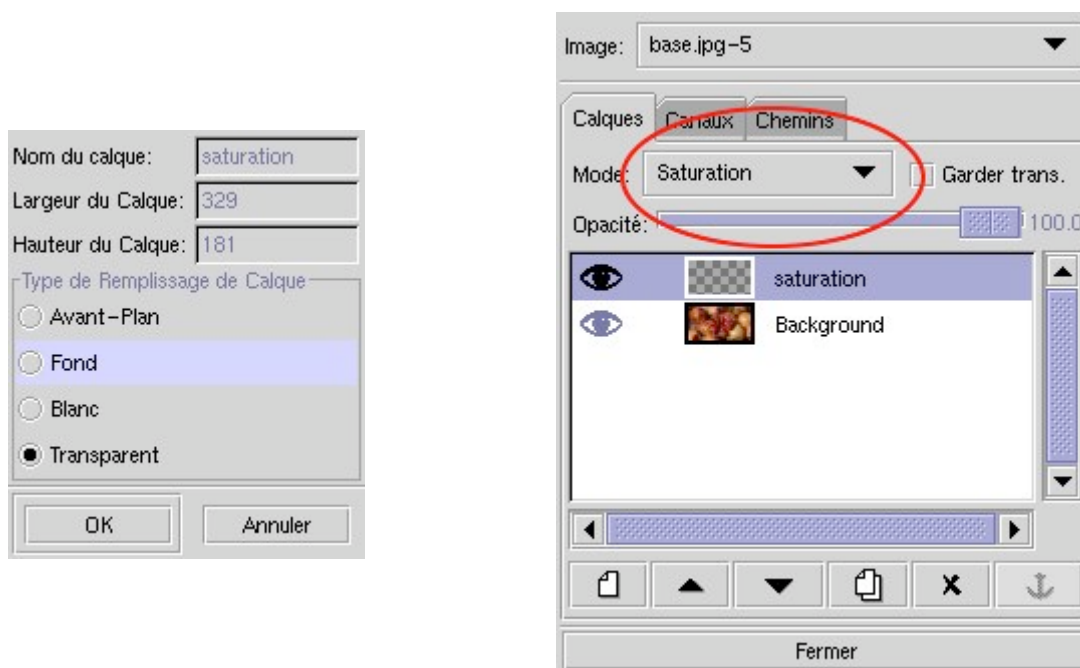 Nom du calque: saturation
Largeur du Calque: 329
Hauteur du Calque: 181
Type de Remplissage de Calque
Avant-Plan
Fond
Blanc
Transparent
OK Annuler
Image: base.jpg-5
Calques Canaux Chemins
Mode: Saturation Garder trans.
Opacité: 100.0
saturation
Background
Fermer